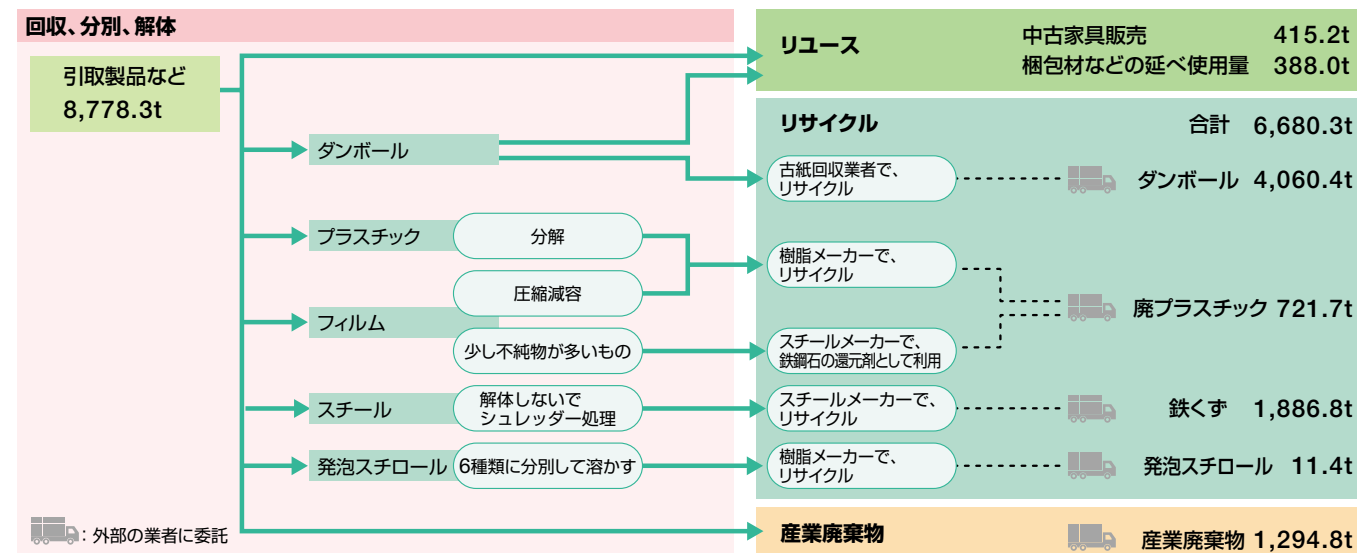 回収、分別、解体
引取製品など
8,778.3t
ダンボール
プラスチック
分解
圧縮減容
フィルム
少し不純物が多いもの
スチール
解体しないで
シュレッダー処理
発泡スチロール
6種類に分別して溶かす
：外部の業者に委託
リユース
中古家具販売 415.2t
梱包材などの延べ使用量 388.0t
リサイクル
合計 6,680.3t
古紙回収業者で、
リサイクル
ダンボール 4,060.4t
樹脂メーカーで、
リサイクル
廃プラスチック 721.7t
スチールメーカーで、
鉄鋼石の還元剤として利用
スチールメーカーで、
リサイクル
鉄くず 1,886.8t
樹脂メーカーで、
リサイクル
発泡スチロール 11.4t
産業廃棄物
産業廃棄物 1,294.8t